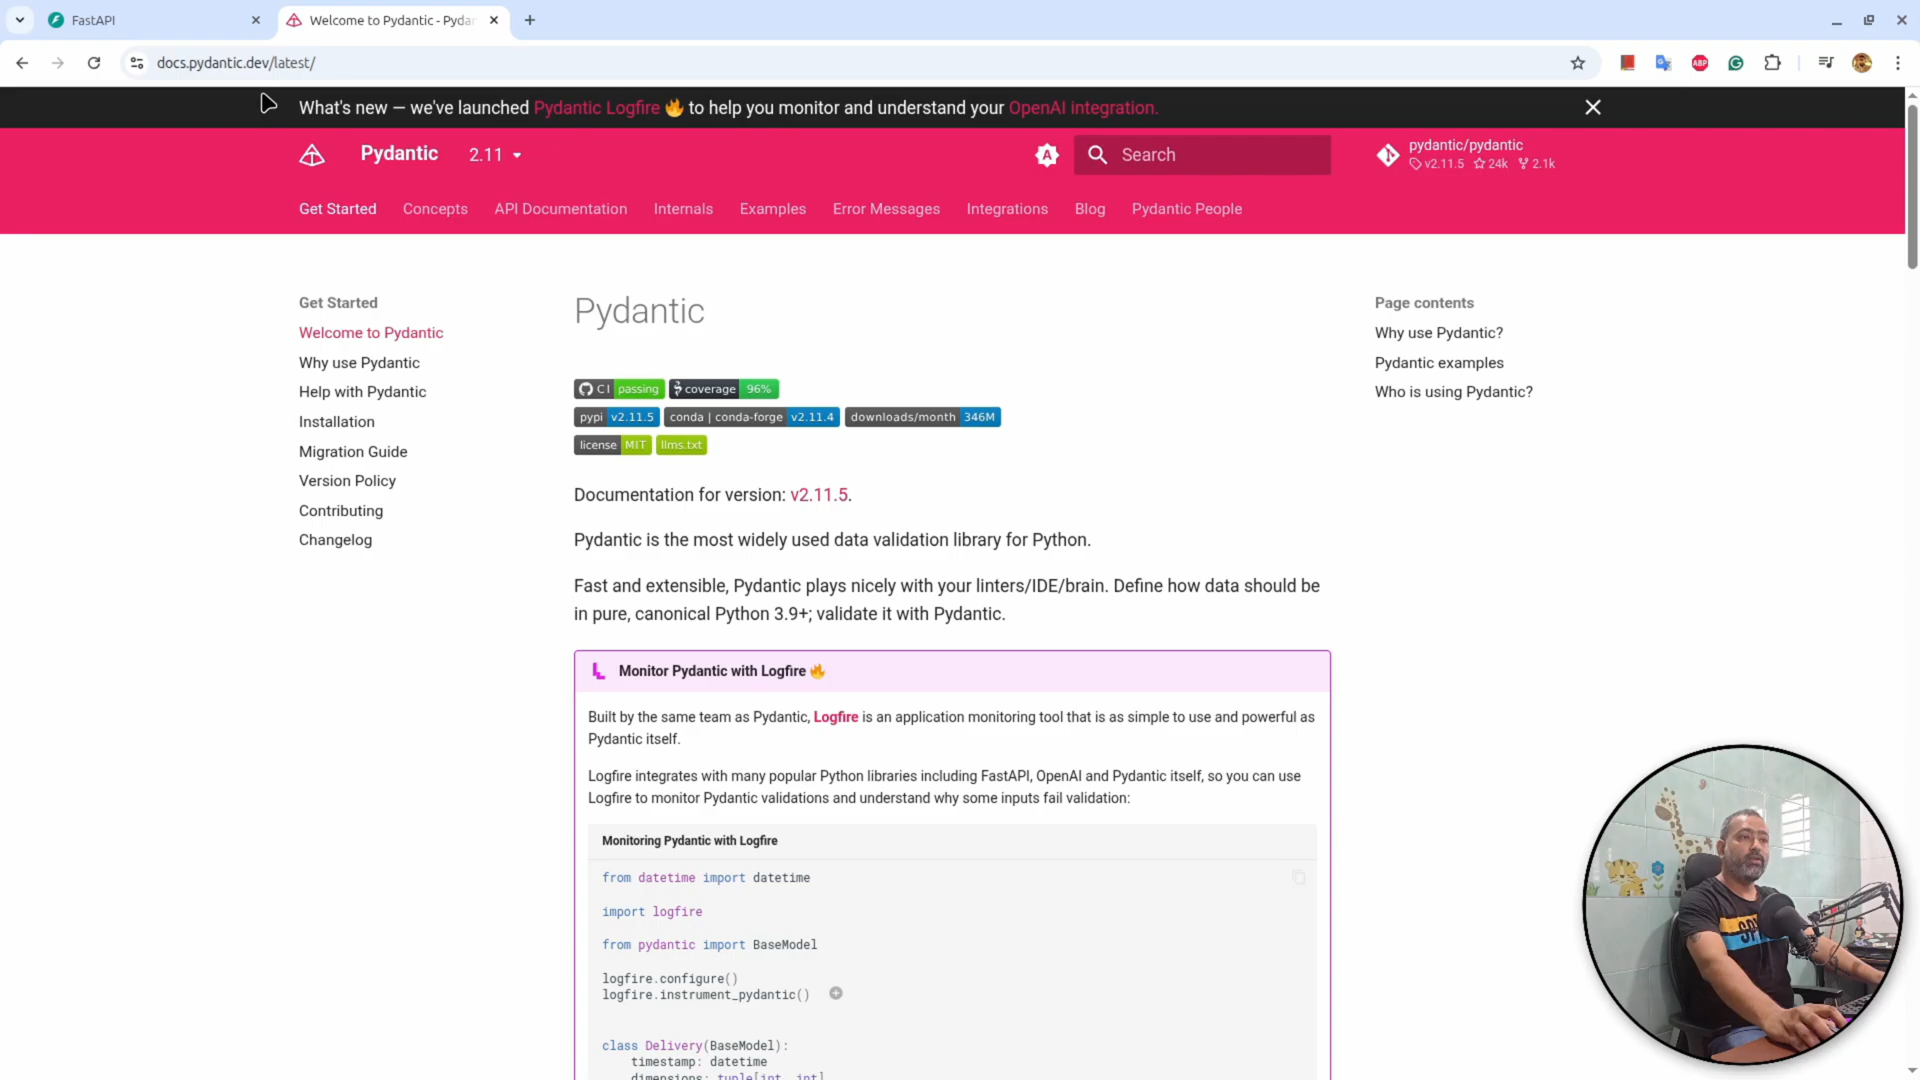 FastAPI
Welcome to Pydantic - Pydan
docs.pydantic.dev/latest/
ABP
What's new — we've launched Pydantic Logfire 🔥 to help you monitor and understand your OpenAI integration.
Pydantic
2.11
A
Search
pydantic/pydantic
v2.11.5 24k 2.1k
Get Started
Concepts
API Documentation
Internals
Examples
Error Messages
Integrations
Blog
Pydantic People
Get Started
Welcome to Pydantic
Why use Pydantic
Help with Pydantic
Installation
Migration Guide
Version Policy
Contributing
Changelog
Pydantic
CI passing coverage 96%
pypi v2.11.5 conda | conda-forge v2.11.4 downloads/month 346M
license MIT llms.txt
Documentation for version: v2.11.5.
Pydantic is the most widely used data validation library for Python.
Fast and extensible, Pydantic plays nicely with your linters/IDE/brain. Define how data should be
in pure, canonical Python 3.9+; validate it with Pydantic.
Monitor Pydantic with Logfire 🔥
Built by the same team as Pydantic, Logfire is an application monitoring tool that is as simple to use and powerful as
Pydantic itself.
Logfire integrates with many popular Python libraries including FastAPI, OpenAI and Pydantic itself, so you can use
Logfire to monitor Pydantic validations and understand why some inputs fail validation:
Monitoring Pydantic with Logfire
from datetime import datetime
import logfire
from pydantic import BaseModel
logfire.configure()
logfire.instrument_pydantic()
class Delivery(BaseModel):
timestamp: datetime
dimensions: tuple[int, int]
Page contents
Why use Pydantic?
Pydantic examples
Who is using Pydantic?